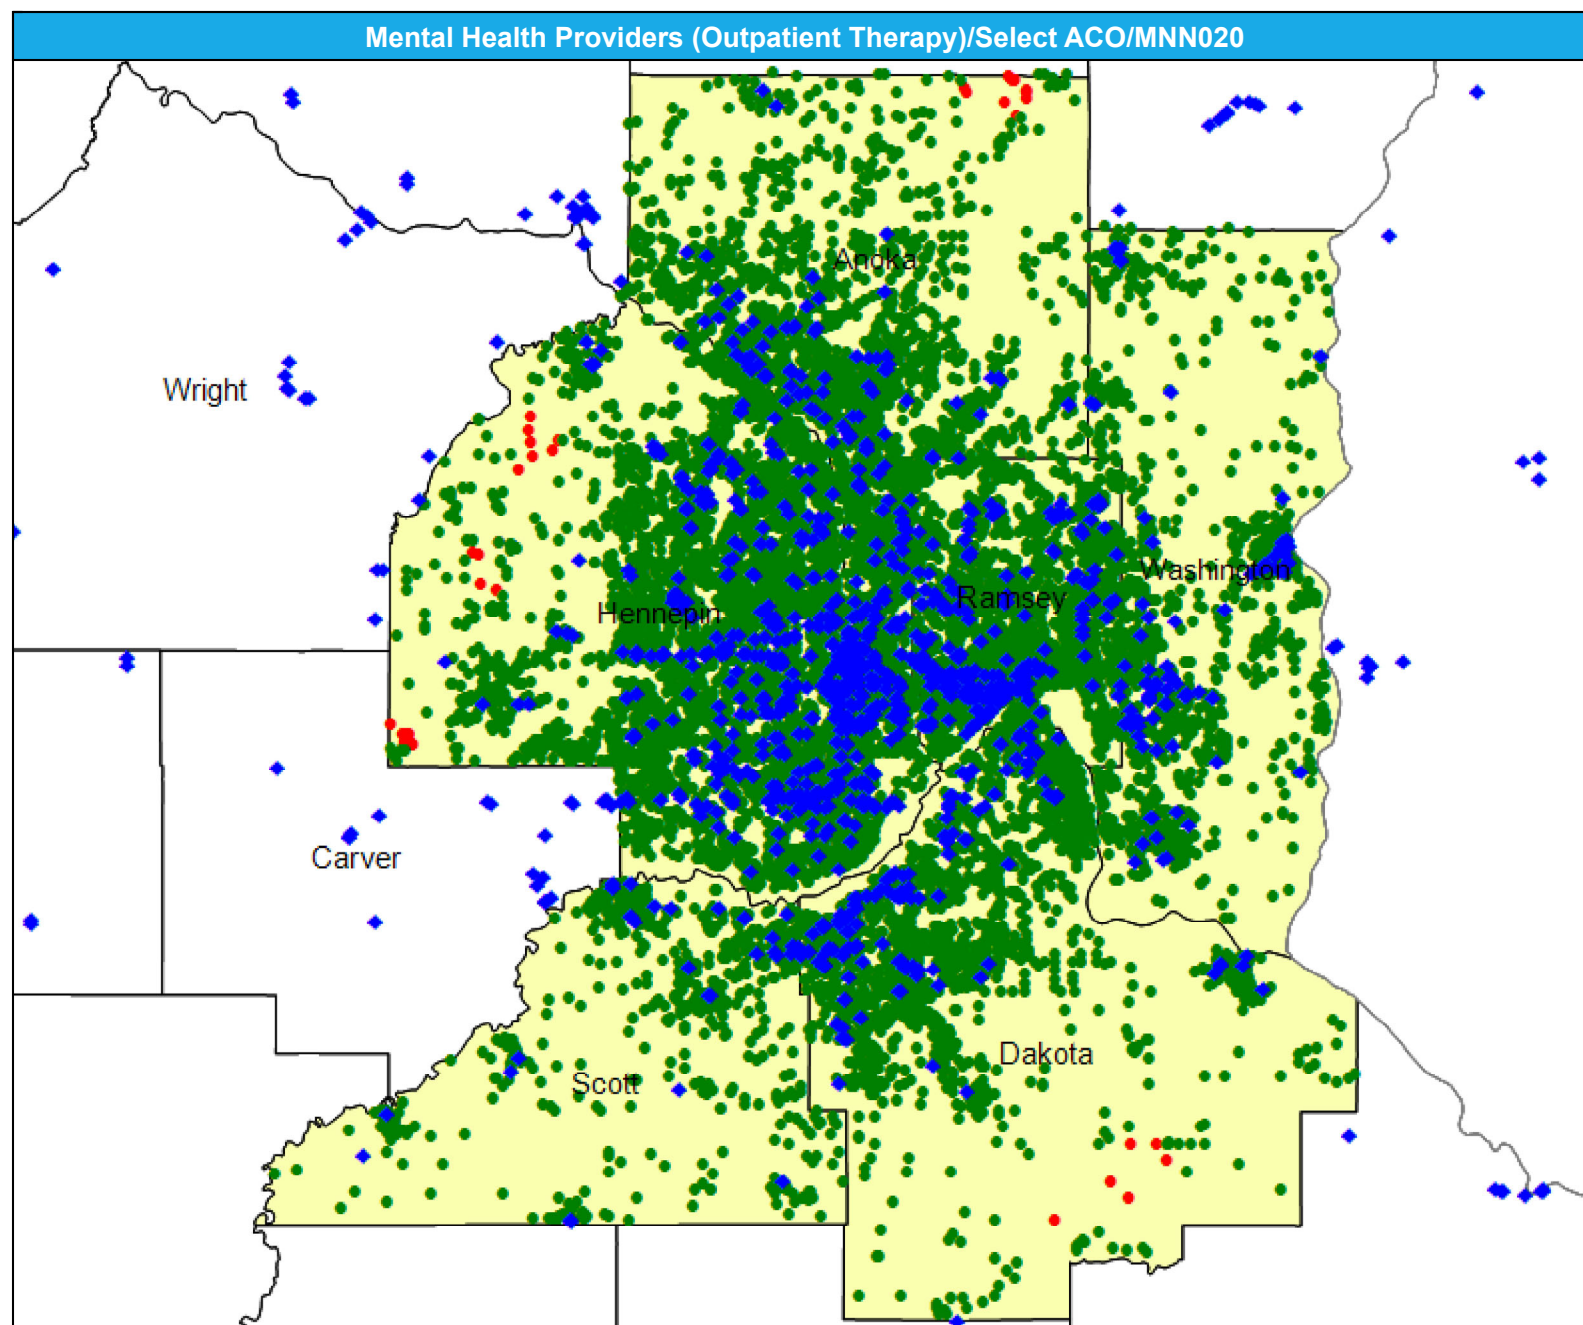 Mental Health Providers (Outpatient Therapy)/Select ACO/MNN020
Anoka
Wright
Washington
Ramsey
Hennepin
Carver
Dakota
Scott